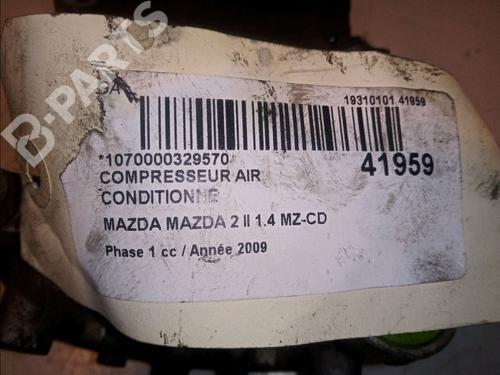 B-PARTS
19310101 41959
*1070000329570
41959
COMPRESSEUR AIR
CONDITIONNE
MAZDA MAZDA 2 II 1.4 MZ-CD
Phase 1 cc / Année 2009